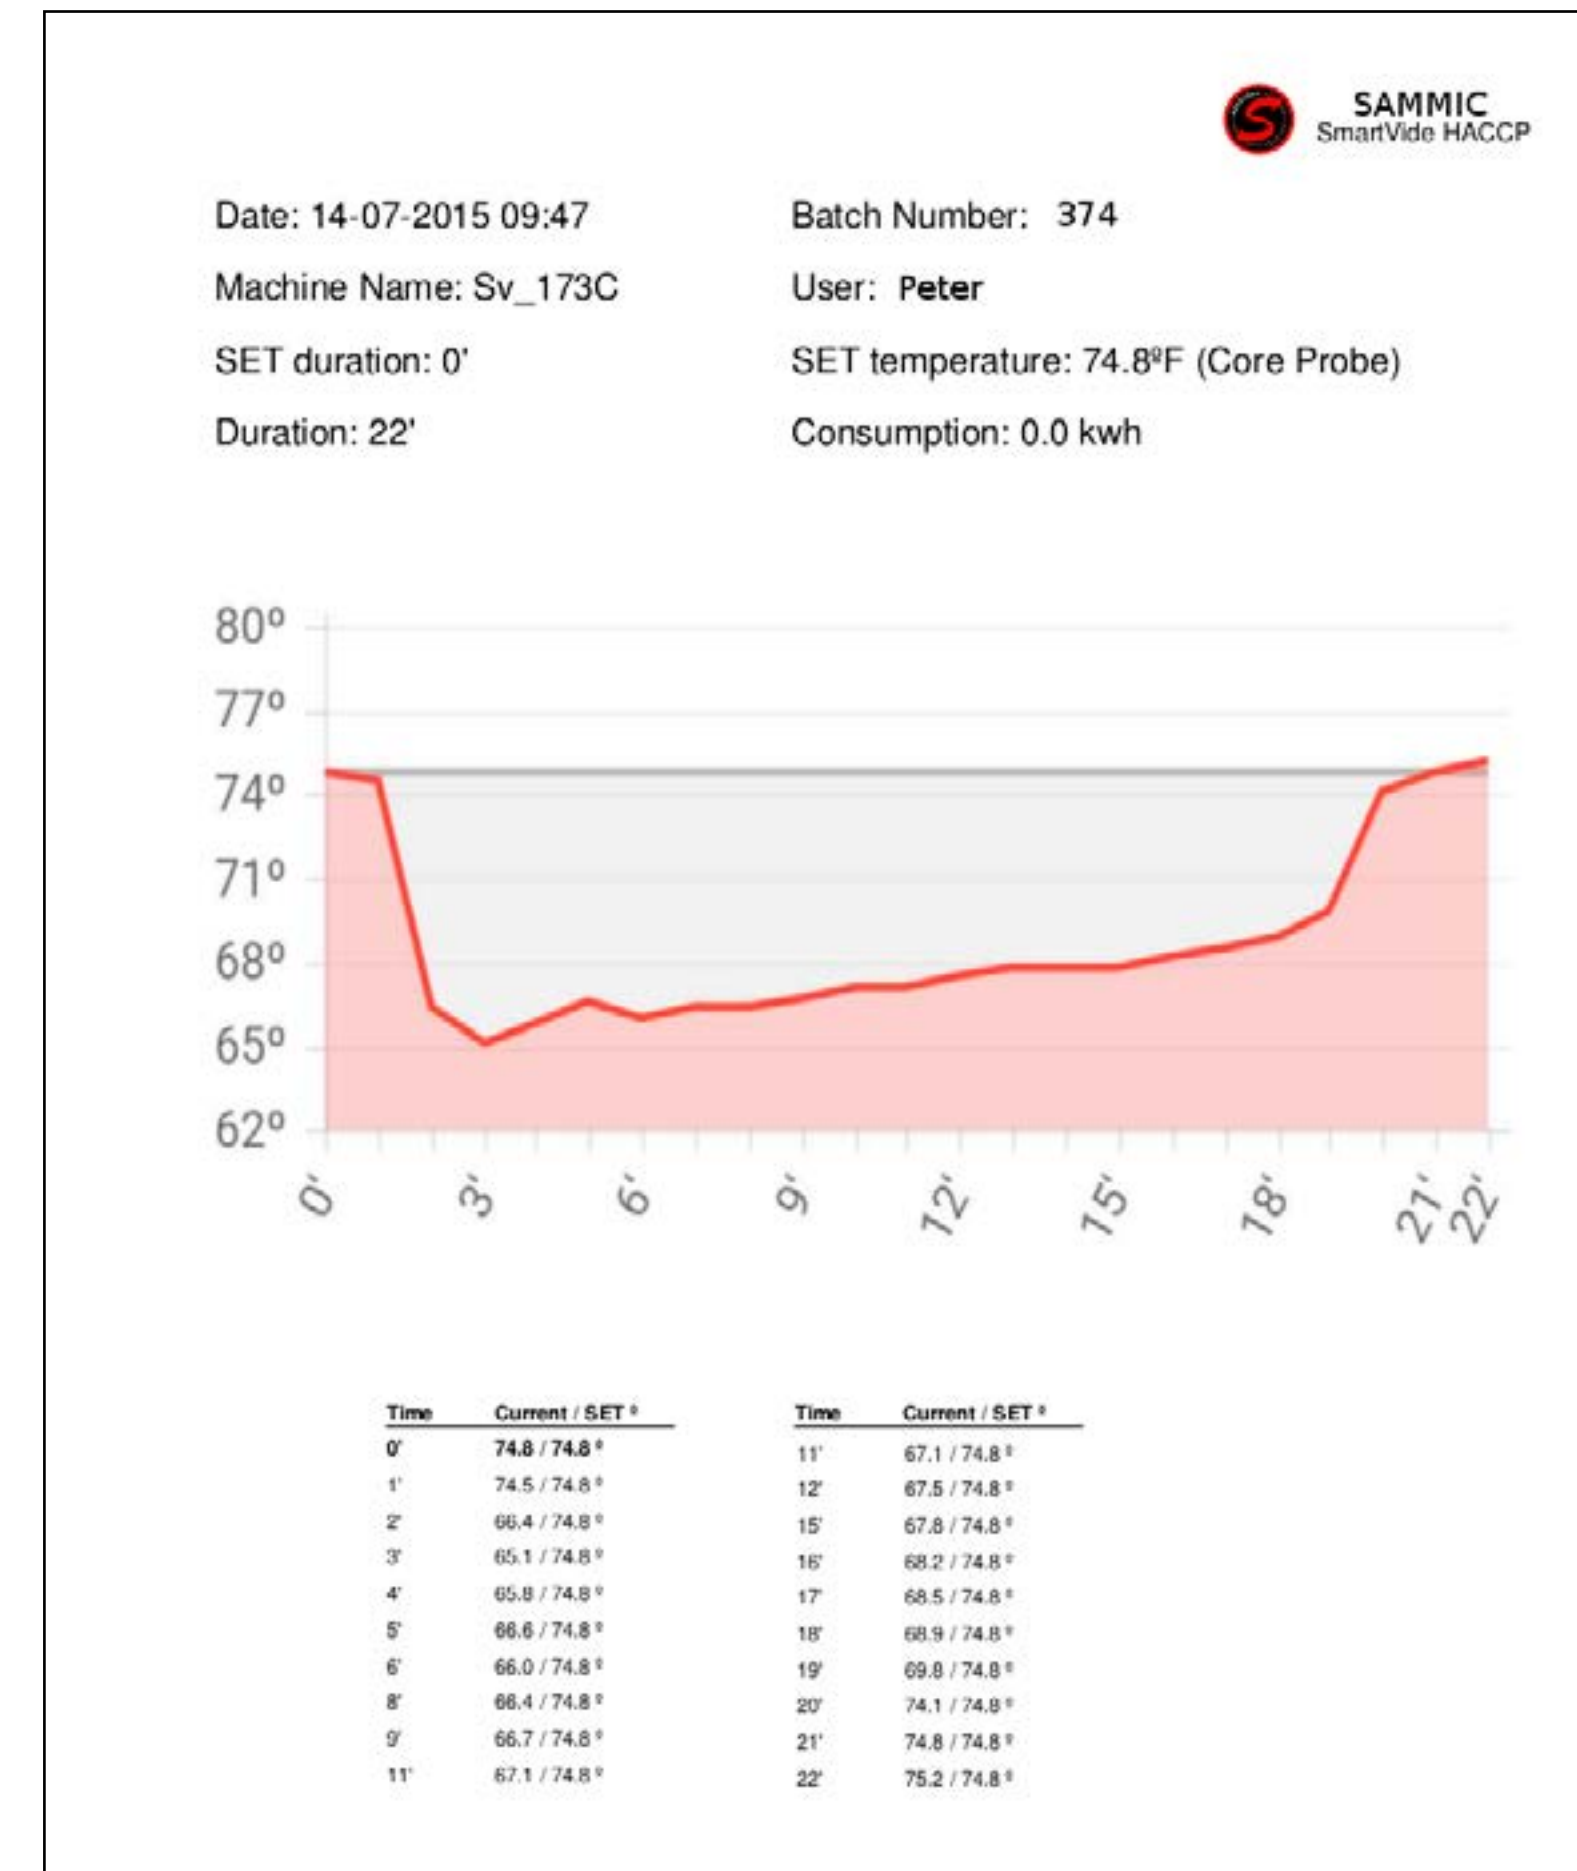 SAMMIC
SmartVide HACCP
Date: 14-07-2015 09:47
Batch Number: 374
Machine Name: Sv_173C
User: Peter
SET duration: 0'
SET temperature: 74.8ºF (Core Probe)
Duration: 22'
Consumption: 0.0 kwh
80º
77º
74º
71º
68º
65º
62º
0' 3' 6' 9' 12' 15' 18' 21' 22'
Time Current / SET º
0' 74.8 / 74.8 º
1' 74.5 / 74.8 º
2' 66.4 / 74.8 º
3' 65.1 / 74.8 º
4' 65.8 / 74.8 º
5' 66.6 / 74.8 º
6' 66.0 / 74.8 º
8' 66.4 / 74.8 º
9' 66.7 / 74.8 º
11' 67.1 / 74.8 º
Time Current / SET º
11' 67.1 / 74.8 º
12' 67.5 / 74.8 º
15' 67.8 / 74.8 º
16' 68.2 / 74.8 º
17' 68.5 / 74.8 º
18' 68.9 / 74.8 º
19' 69.8 / 74.8 º
20' 74.1 / 74.8 º
21' 74.8 / 74.8 º
22' 75.2 / 74.8 º